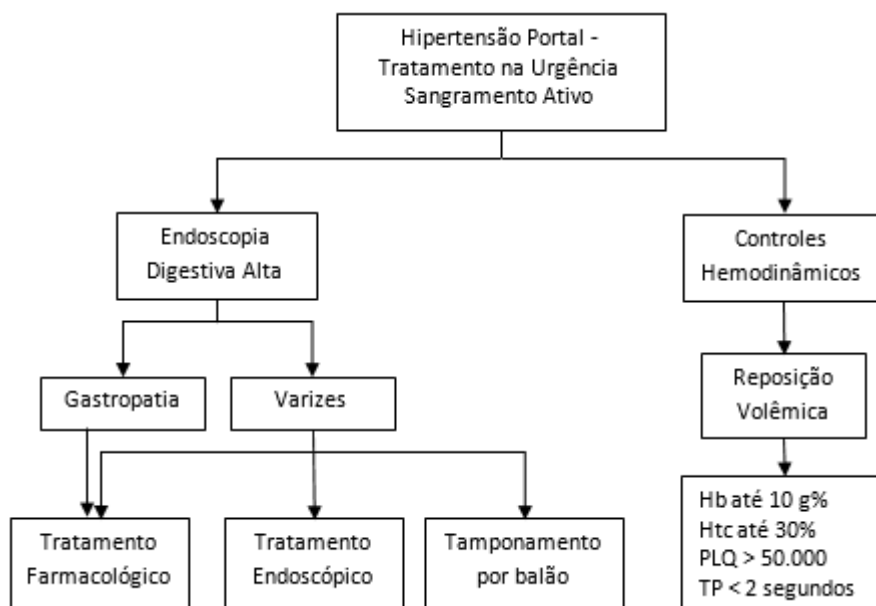 Hipertensão Portal -
Tratamento na Urgência
Sangramento Ativo
Endoscopia
Digestiva Alta
Controles
Hemodinâmicos
Gastropatia
Varizes
Reposição
Volêmica
Tratamento
Farmacológico
Tratamento
Endoscópico
Tamponamento
por balão
Hb até 10 g%
Htc até 30%
PLQ > 50.000
TP < 2 segundos